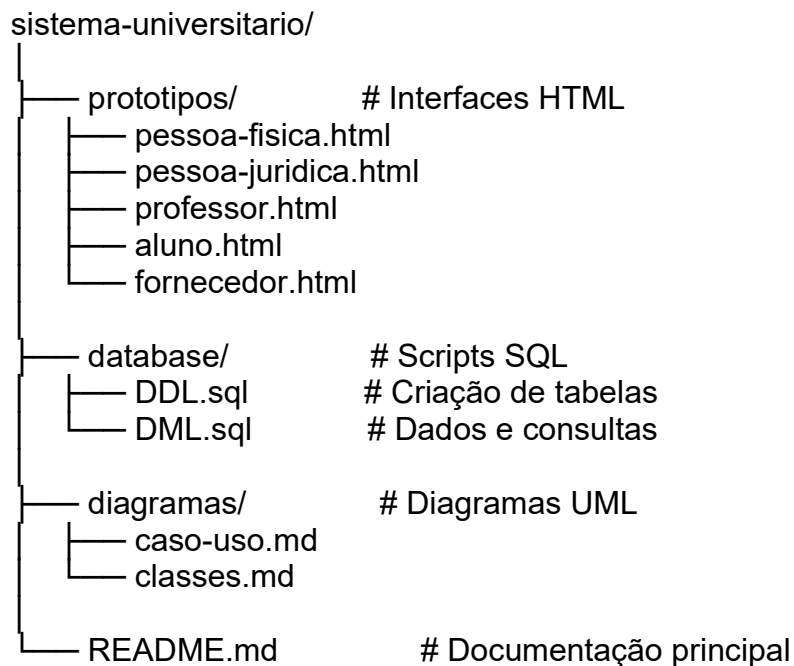 sistema-universitario/
│
├── prototipos/ # Interfaces HTML
│ ├── pessoa-fisica.html
│ ├── pessoa-juridica.html
│ ├── professor.html
│ ├── aluno.html
│ └── fornecedor.html
│
├── database/ # Scripts SQL
│ ├── DDL.sql # Criação de tabelas
│ └── DML.sql # Dados e consultas
│
├── diagramas/ # Diagramas UML
│ ├── caso-uso.md
│ └── classes.md
│
└── README.md # Documentação principal